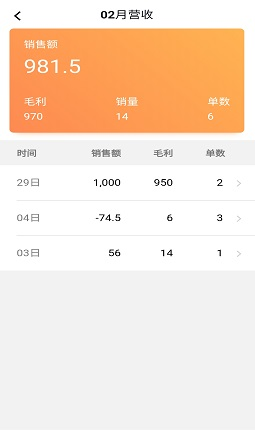 02月营收
销售额
981.5
毛利 销量 单数
970 14 6
时间 销售额 毛利 单数
29日 1,000 950 2
04日 -74.5 6 3
03日 56 14 1